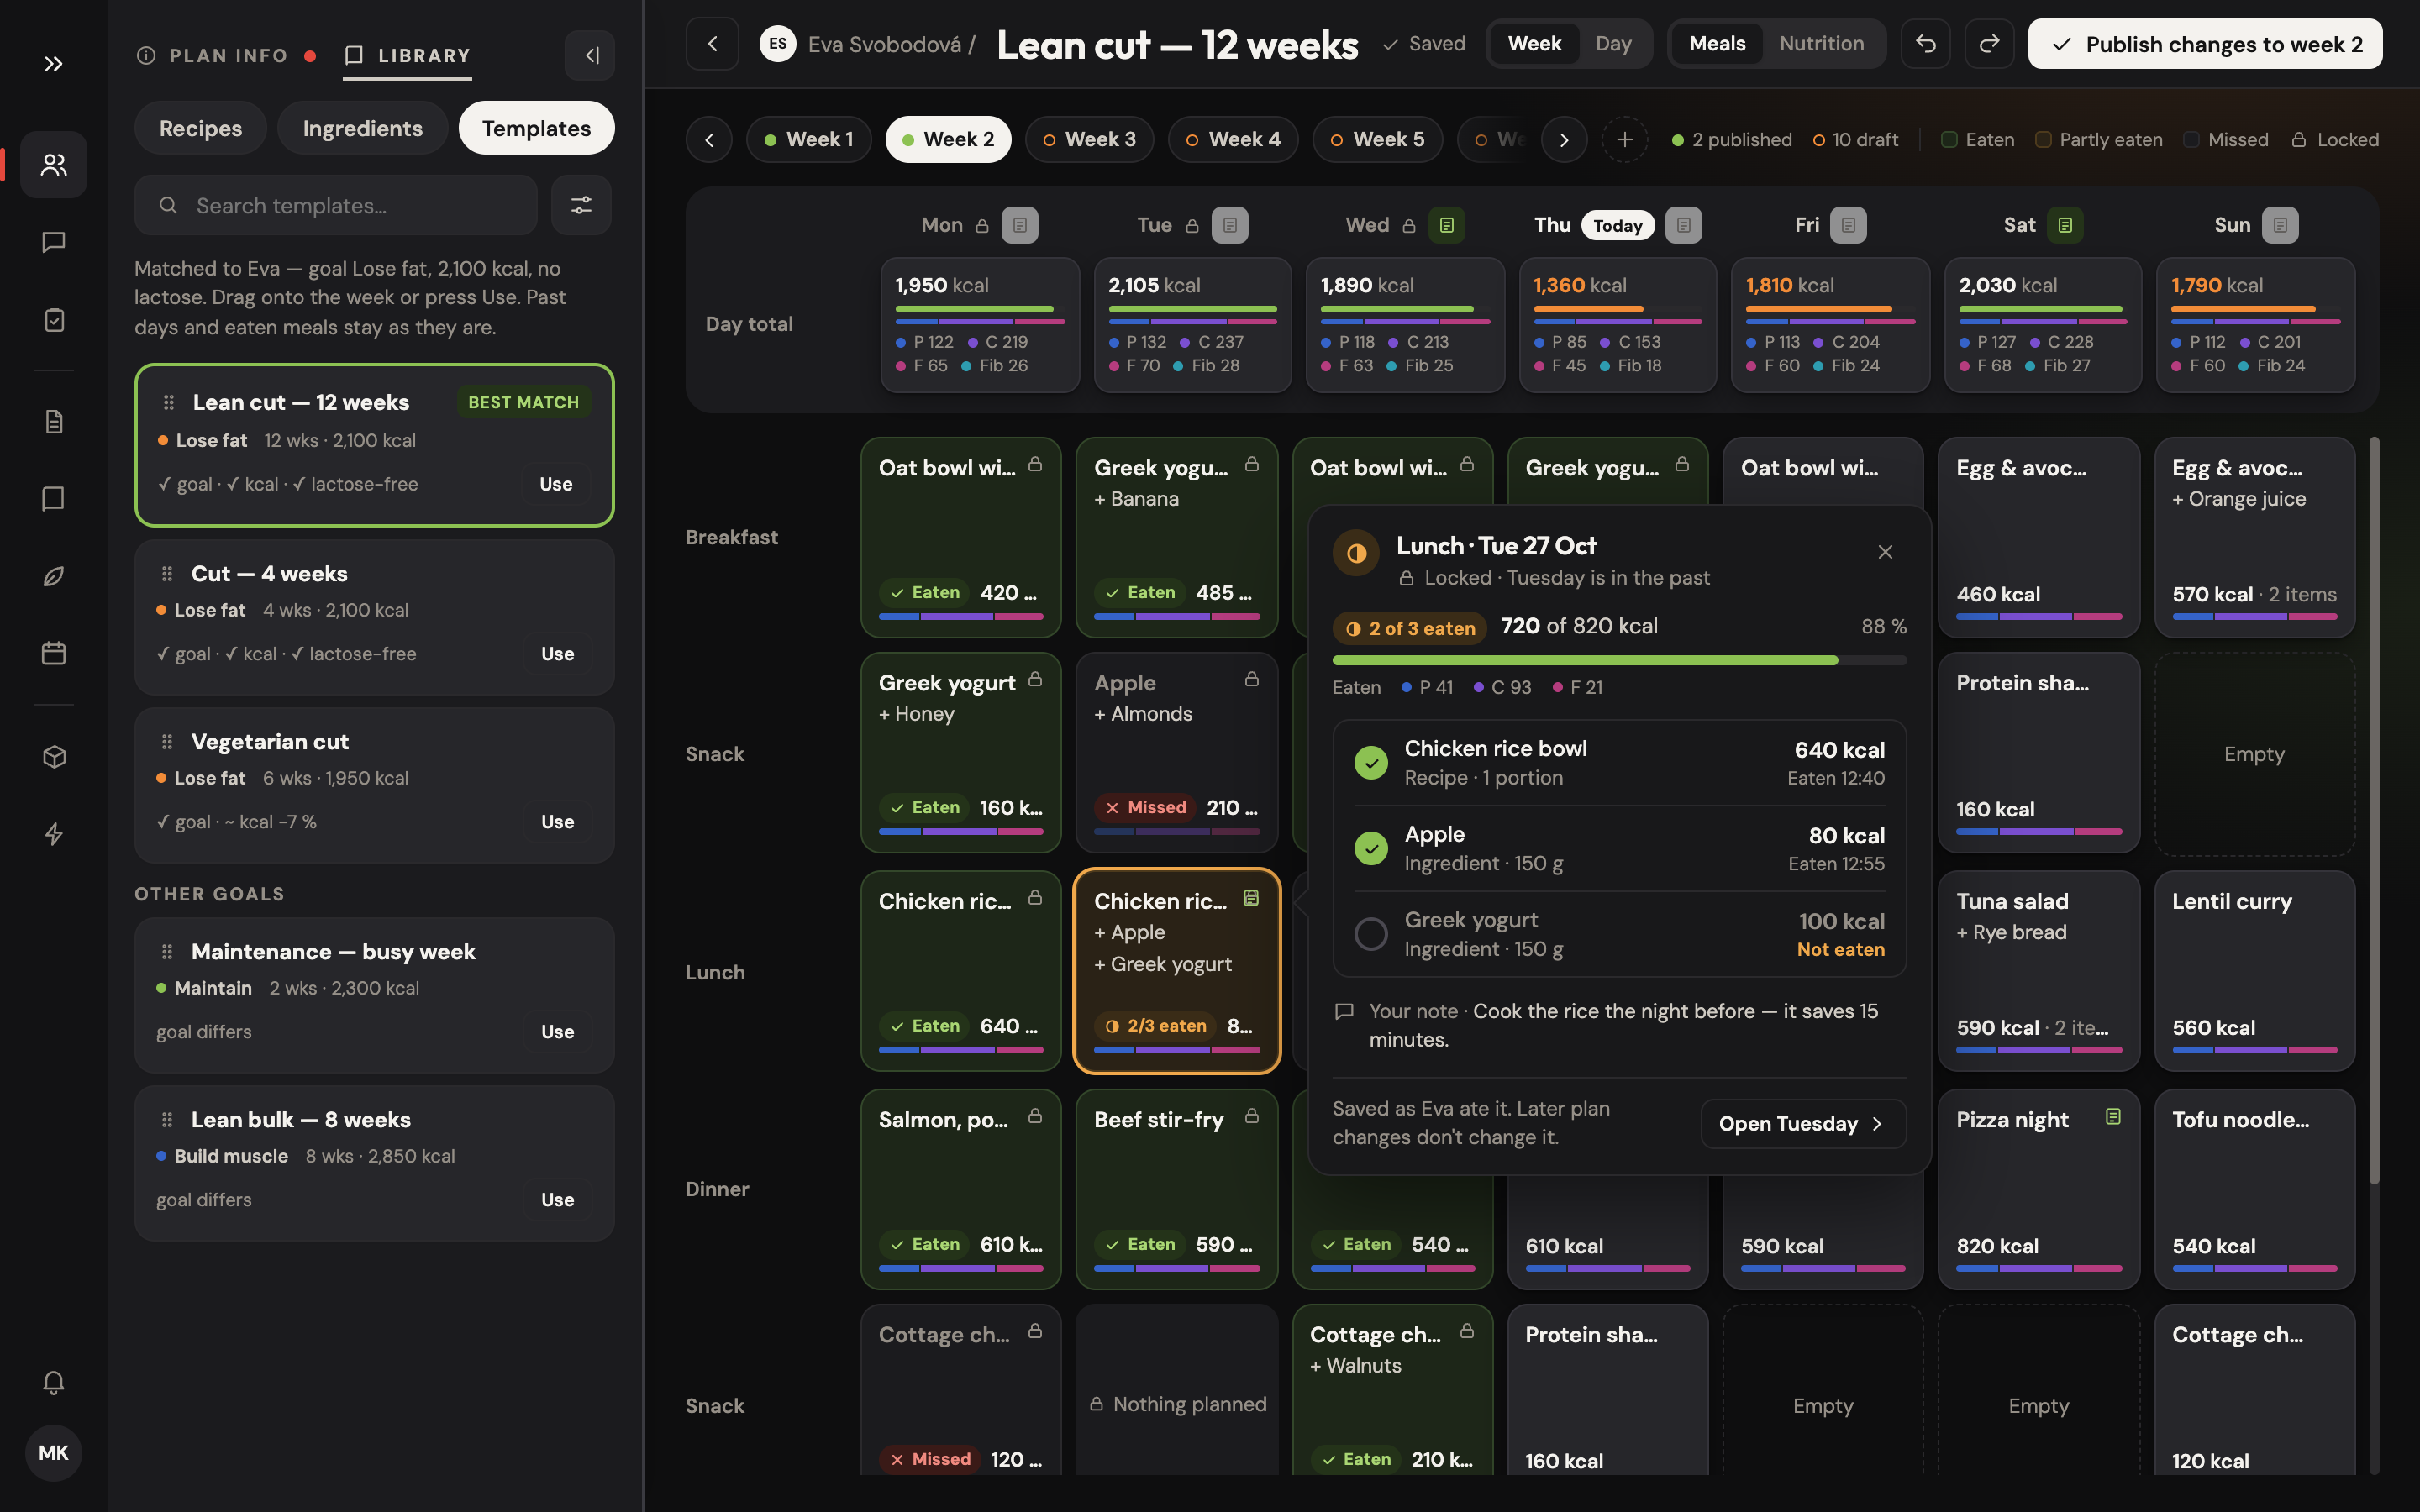 PLAN INFO
LIBRARY
Recipes
Ingredients
Templates
Search templates...
Matched to Eva — goal Lose fat, 2,100 kcal, no
lactose. Drag onto the week or press Use. Past
days and eaten meals stay as they are.
Lean cut — 12 weeks
BEST MATCH
Lose fat 12 wks · 2,100 kcal
✓ goal · ✓ kcal · ✓ lactose-free
Use
Cut — 4 weeks
Lose fat 4 wks · 2,100 kcal
✓ goal · ✓ kcal · ✓ lactose-free
Use
Vegetarian cut
Lose fat 6 wks · 1,950 kcal
✓ goal · ~ kcal -7 %
Use
OTHER GOALS
Maintenance — busy week
Maintain 2 wks · 2,300 kcal
goal differs
Use
Lean bulk — 8 weeks
Build muscle 8 wks · 2,850 kcal
goal differs
Use
MK
ES
Eva Svobodová /
Lean cut — 12 weeks
Saved
Week
Day
Meals
Nutrition
Publish changes to week 2
Week 1
Week 2
Week 3
Week 4
Week 5
We
2 published
10 draft
Eaten
Partly eaten
Missed
Locked
Mon
Tue
Wed
Thu
Today
Fri
Sat
Sun
Day total
1,950 kcal
P 122 C 219
F 65 Fib 26
2,105 kcal
P 132 C 237
F 70 Fib 28
1,890 kcal
P 118 C 213
F 63 Fib 25
1,360 kcal
P 85 C 153
F 45 Fib 18
1,810 kcal
P 113 C 204
F 60 Fib 24
2,030 kcal
P 127 C 228
F 68 Fib 27
1,790 kcal
P 112 C 201
F 60 Fib 24
Breakfast
Oat bowl wi...
Eaten 420 ...
Greek yogu...
+ Banana
Eaten 485 ...
Oat bowl wi...
Greek yogu...
Oat bowl wi...
Egg & avoc...
460 kcal
Egg & avoc...
+ Orange juice
570 kcal · 2 items
Snack
Greek yogurt
+ Honey
Eaten 160 k...
Apple
+ Almonds
Missed 210 ...
Protein sha...
160 kcal
Empty
Lunch
Chicken ric...
Eaten 640 ...
Chicken ric...
+ Apple
+ Greek yogurt
2/3 eaten 8...
Tuna salad
+ Rye bread
590 kcal · 2 ite...
Lentil curry
560 kcal
Dinner
Salmon, po...
Eaten 610 k...
Beef stir-fry
Eaten 590 ...
Eaten 540 ...
610 kcal
590 kcal
Pizza night
820 kcal
Tofu noodle...
540 kcal
Snack
Cottage ch...
Missed 120 ...
Nothing planned
Cottage ch...
+ Walnuts
Eaten 210 k...
Protein sha...
160 kcal
Empty
Empty
Cottage ch...
120 kcal
Lunch · Tue 27 Oct
Locked · Tuesday is in the past
2 of 3 eaten
720 of 820 kcal
88 %
Eaten P 41 C 93 F 21
Chicken rice bowl
640 kcal
Recipe · 1 portion
Eaten 12:40
Apple
80 kcal
Ingredient · 150 g
Eaten 12:55
Greek yogurt
100 kcal
Ingredient · 150 g
Not eaten
Your note · Cook the rice the night before — it saves 15
minutes.
Saved as Eva ate it. Later plan
changes don't change it.
Open Tuesday